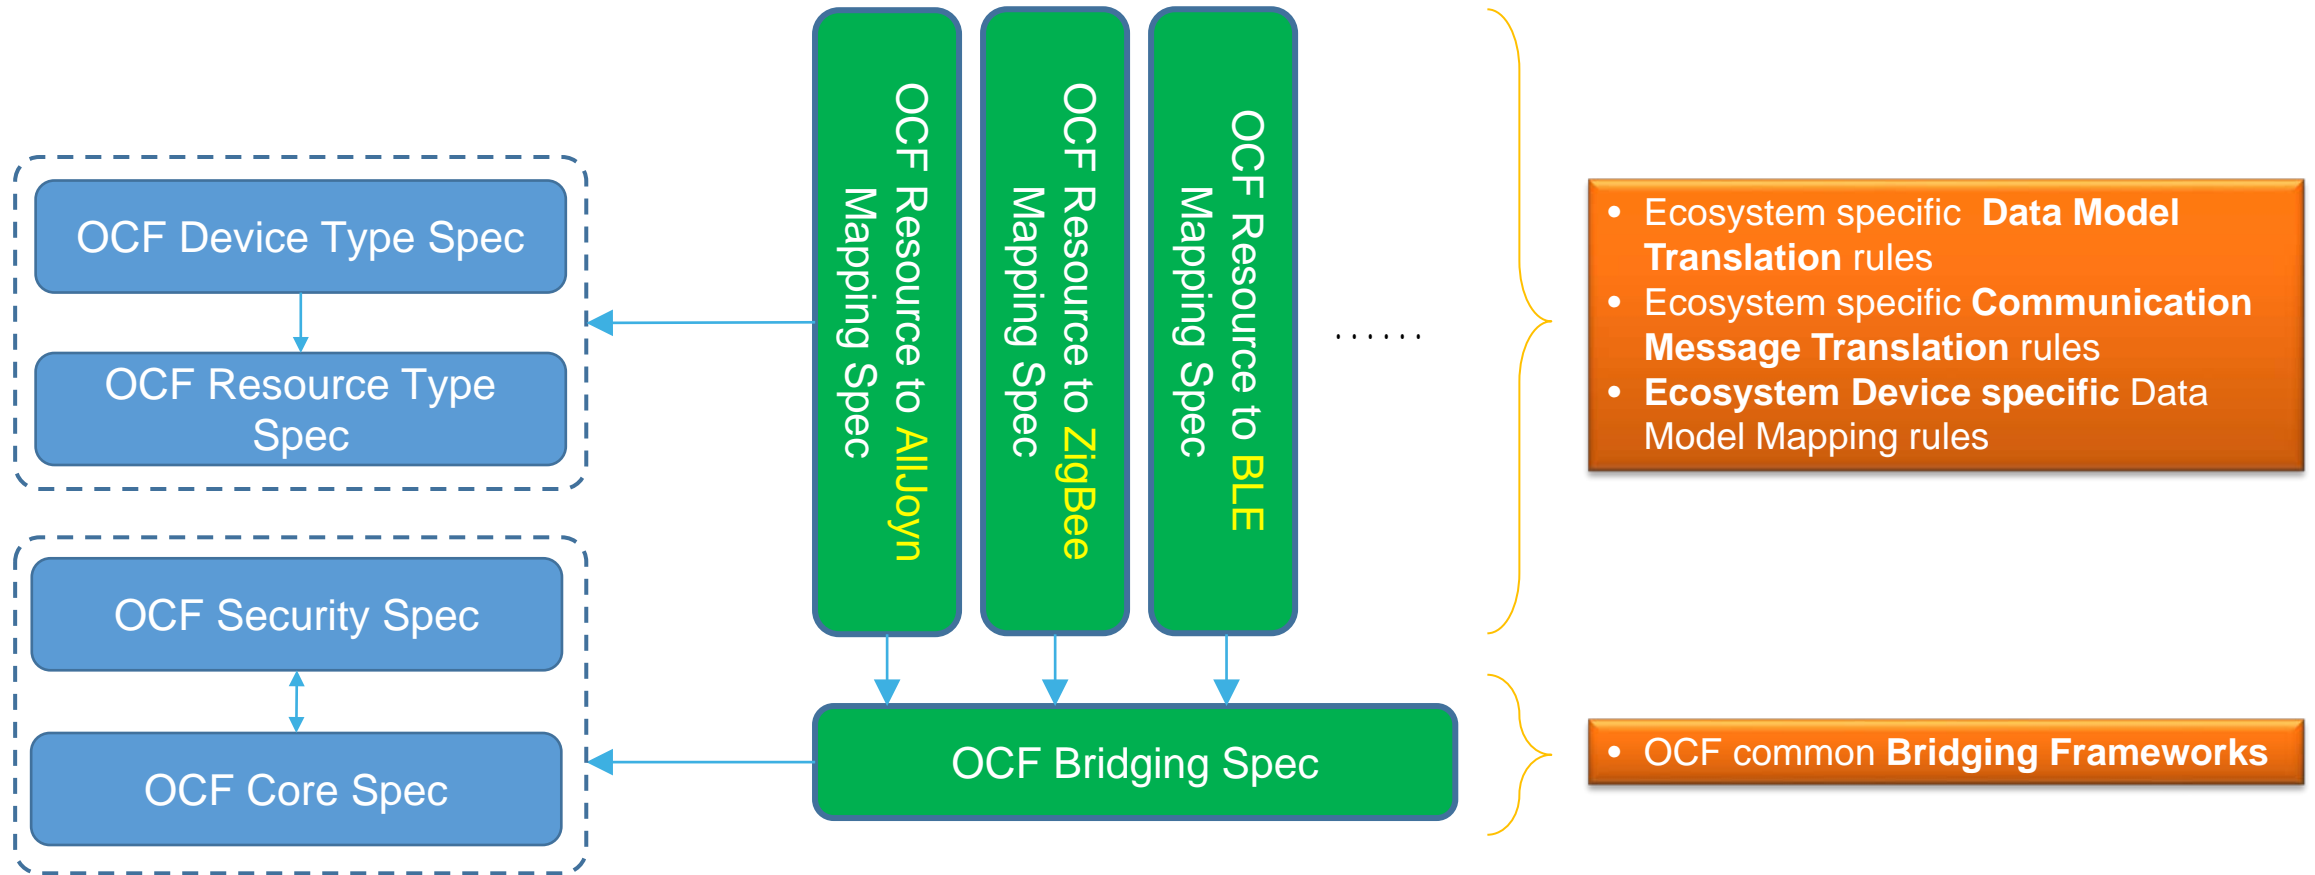 OCF Device Type Spec
OCF Resource Type
Spec
OCF Security Spec
OCF Core Spec
OCF Resource to AllJoyn
Mapping Spec
OCF Resource to ZigBee
Mapping Spec
OCF Resource to BLE
Mapping Spec
......
OCF Bridging Spec
• Ecosystem specific Data Model
Translation rules
• Ecosystem specific Communication
Message Translation rules
• Ecosystem Device specific Data
Model Mapping rules
• OCF common Bridging Frameworks